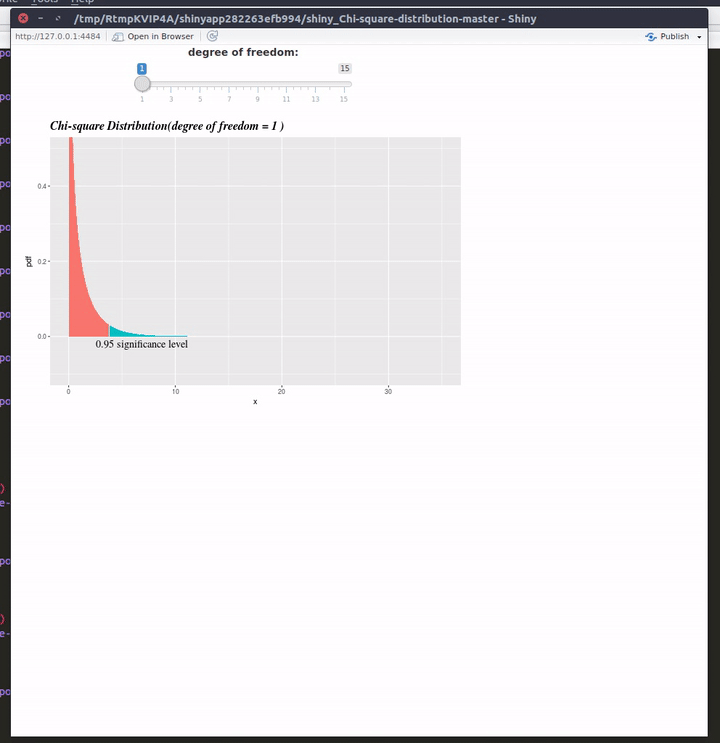 /tmp/RtmpKVIP4A/shinyapp282263efb994/shiny_Chi-square-distribution-master - Shiny
http://127.0.0.1:4484 Open in Browser Publish
degree of freedom:
1 15
1 3 5 7 9 11 13 15
Chi-square Distribution(degree of freedom = 1 )
0.4
0.2
pdf
0.0
0.95 significance level
0 10 20 30
x